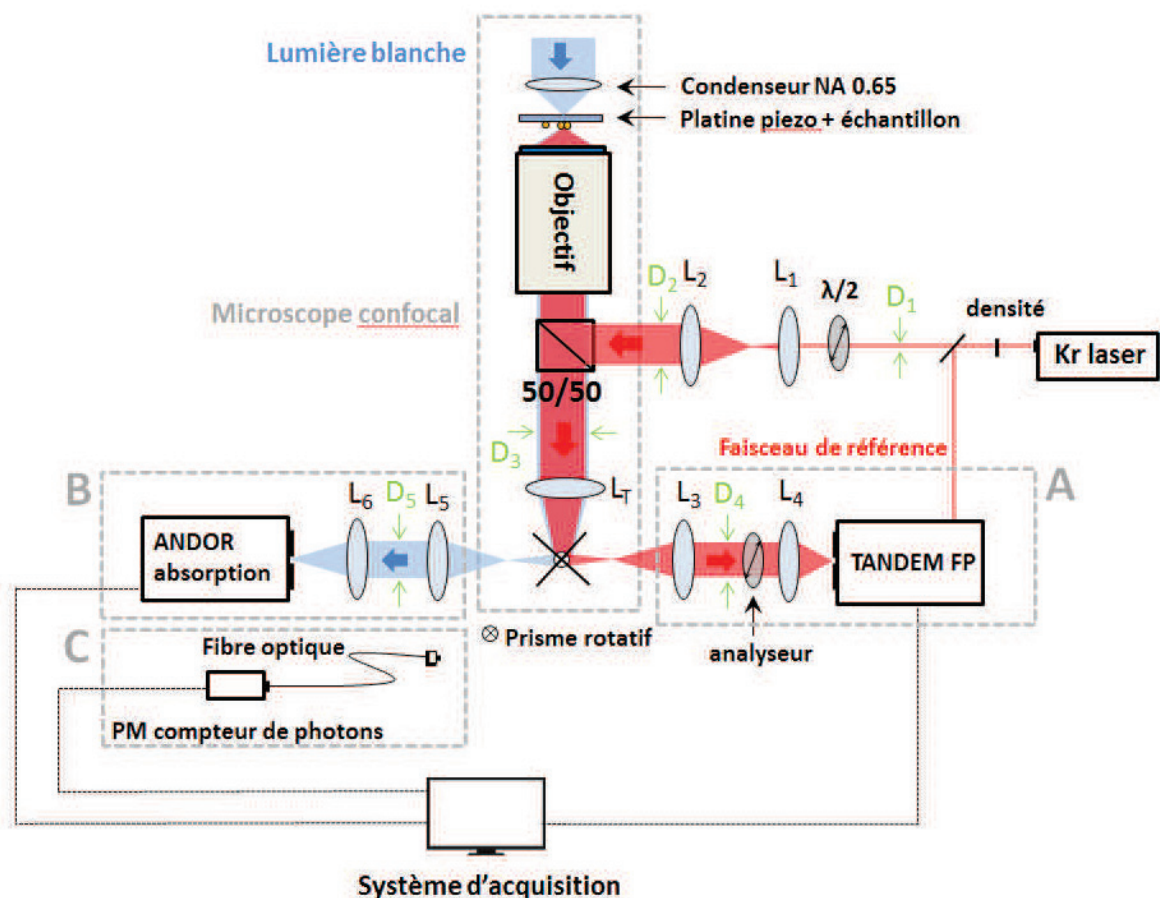 Lumière blanche
Condenseur NA 0.65
Platine piezo + échantillon
Objectif
Microscope confocal
D2
L2
L1
λ/2
D1
densité
Kr laser
50/50
D3
Faisceau de référence
LT
B
L6
D5
L5
ANDOR
absorption
A
L3
D4
L4
TANDEM FP
Prisme rotatif
analyseur
C
Fibre optique
PM compteur de photons
Système d'acquisition